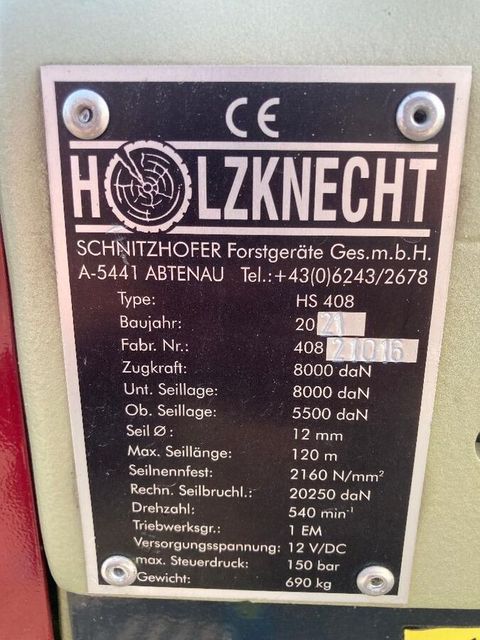 CE
HOLZKNECHT
SCHNITZHOFER Forstgeräte Ges.m.b.H.
A-5441 ABTENAU Tel.:+43(0)6243/2678
Type: HS 408
Baujahr: 2021
Fabr. Nr.: 408 21016
Zugkraft: 8000 daN
Unt. Seillage: 8000 daN
Ob. Seillage: 5500 daN
Seil Ø: 12 mm
Max. Seillänge: 120 m
Seilnennfest: 2160 N/mm²
Rechn. Seilbruchl.: 20250 daN
Drehzahl: 540 min⁻¹
Triebwerksgr.: 1 EM
Versorgungsspannung: 12 V/DC
max. Steuerdruck: 150 bar
Gewicht: 690 kg